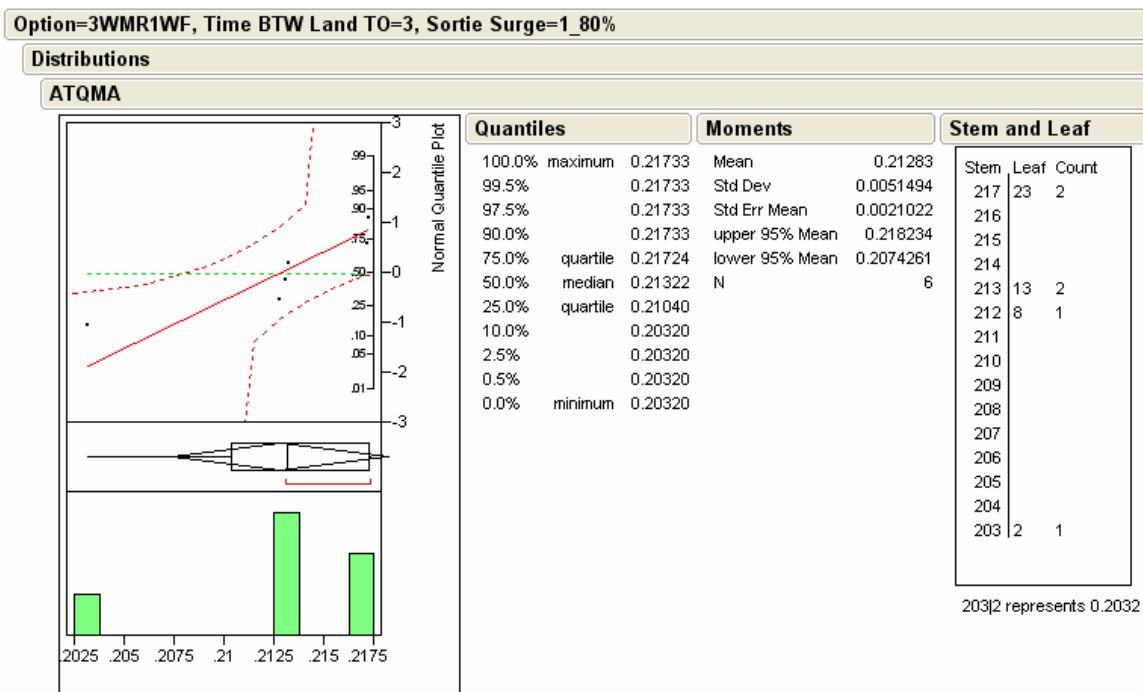 Option=3WMR1WF, Time BTW Land TO=3, Sortie Surge=1_80%
Distributions
ATQMA
3
2
1
0
-1
-2
-3
.99
.95
.90
.75
.50
.25
.10
.05
.01
Normal Quantile Plot
.2025 .205 .2075 .21 .2125 .215 .2175
Quantiles
100.0% maximum 0.21733
99.5% 0.21733
97.5% 0.21733
90.0% 0.21733
75.0% quartile 0.21724
50.0% median 0.21322
25.0% quartile 0.21040
10.0% 0.20320
2.5% 0.20320
0.5% 0.20320
0.0% minimum 0.20320
Moments
Mean 0.21283
Std Dev 0.0051494
Std Err Mean 0.0021022
upper 95% Mean 0.218234
lower 95% Mean 0.2074261
N 6
Stem and Leaf
Stem Leaf Count
217 23 2
216
215
214
213 13 2
212 8 1
211
210
209
208
207
206
205
204
203 2 1
203|2 represents 0.2032